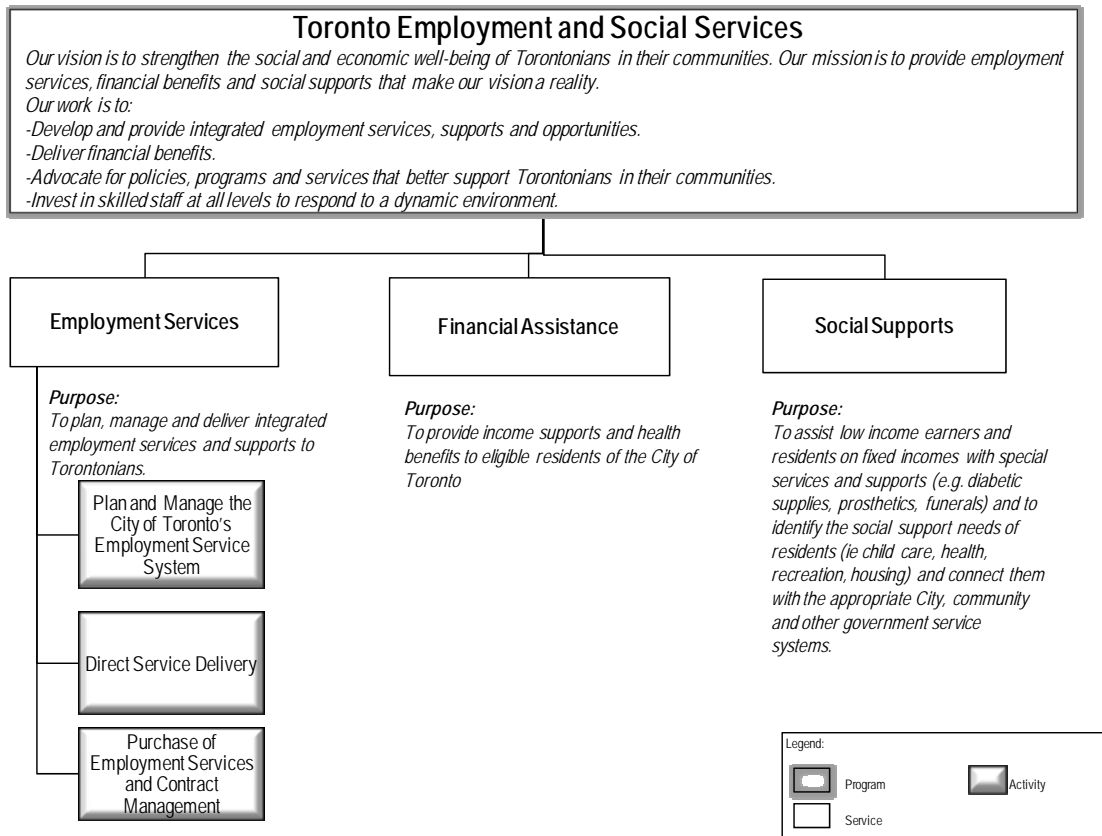 Toronto Employment and Social Services
Our vision is to strengthen the social and economic well-being of Torontonians in their communities. Our mission is to provide employment
services, financial benefits and social supports that make our vision a reality.
Our work is to:
-Develop and provide integrated employment services, supports and opportunities.
-Deliver financial benefits.
-Advocate for policies, programs and services that better support Torontonians in their communities.
-Invest in skilled staff at all levels to respond to a dynamic environment.
Employment Services
Purpose:
To plan, manage and deliver integrated
employment services and supports to
Torontonians.
Plan and Manage the
City of Toronto's
Employment Service
System
Direct Service Delivery
Purchase of
Employment Services
and Contract
Management
Financial Assistance
Purpose:
To provide income supports and health
benefits to eligible residents of the City of
Toronto
Social Supports
Purpose:
To assist low income earners and
residents on fixed incomes with special
services and supports (e.g. diabetic
supplies, prosthetics, funerals) and to
identify the social support needs of
residents (ie child care, health,
recreation, housing) and connect them
with the appropriate City, community
and other government service
systems.
Legend:
Program
Activity
Service